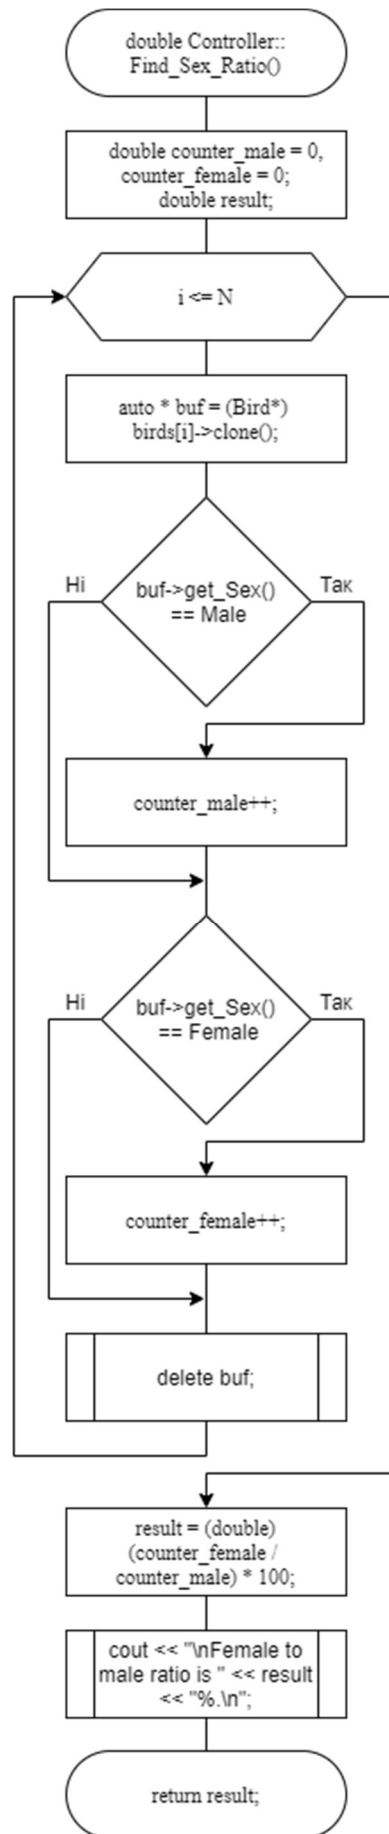 double Controller::
Find_Sex_Ratio()
double counter_male = 0,
counter_female = 0;
double result;
i <= N
auto * buf = (Bird*)
birds[i]->clone();
Ні
buf->get_Sex()
== Male
Так
counter_male++;
Ні
buf->get_Sex()
== Female
Так
counter_female++;
delete buf;
result = (double)
(counter_female /
counter_male) * 100;
cout << "\nFemale to
male ratio is " << result
<< "%.\n";
return result;